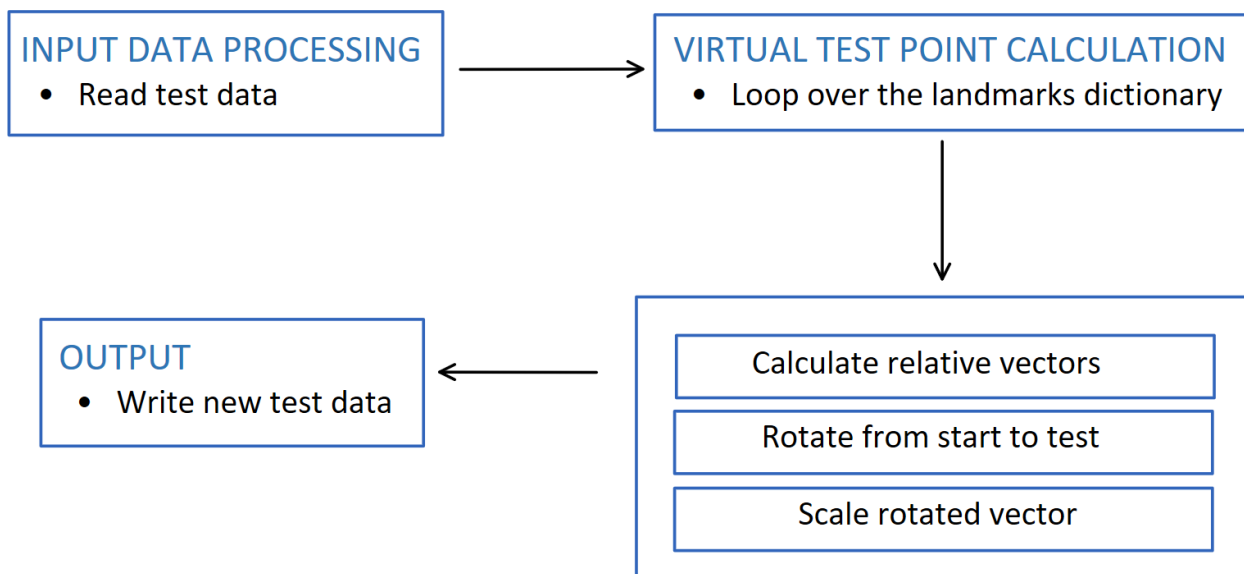 INPUT DATA PROCESSING
• Read test data
VIRTUAL TEST POINT CALCULATION
• Loop over the landmarks dictionary
Calculate relative vectors
Rotate from start to test
Scale rotated vector
OUTPUT
• Write new test data